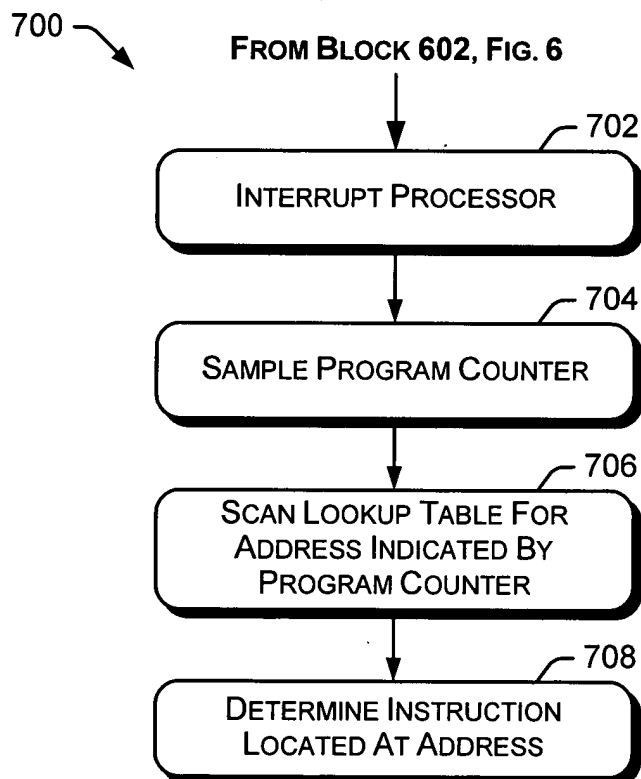 700
FROM BLOCK 602, FIG. 6
702
INTERRUPT PROCESSOR
704
SAMPLE PROGRAM COUNTER
706
SCAN LOOKUP TABLE FOR
ADDRESS INDICATED BY
PROGRAM COUNTER
708
DETERMINE INSTRUCTION
LOCATED AT ADDRESS